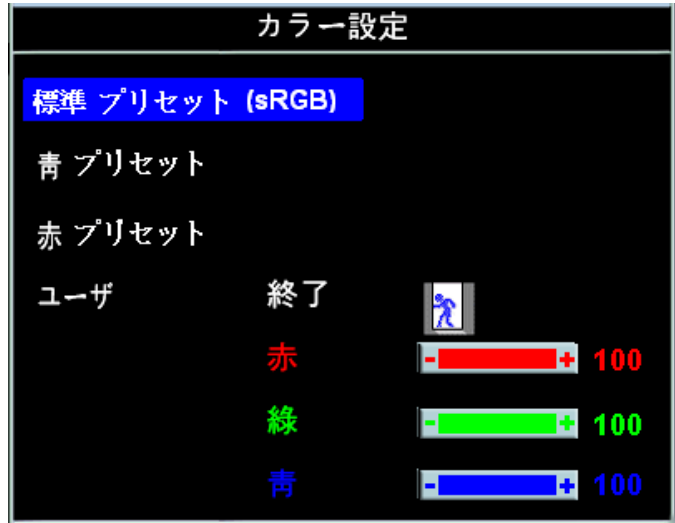 カラー設定
標準 プリセット (sRGB)
青 プリセット
赤 プリセット
ユーザ 終了
赤 - + 100
綠 - + 100
青 - + 100